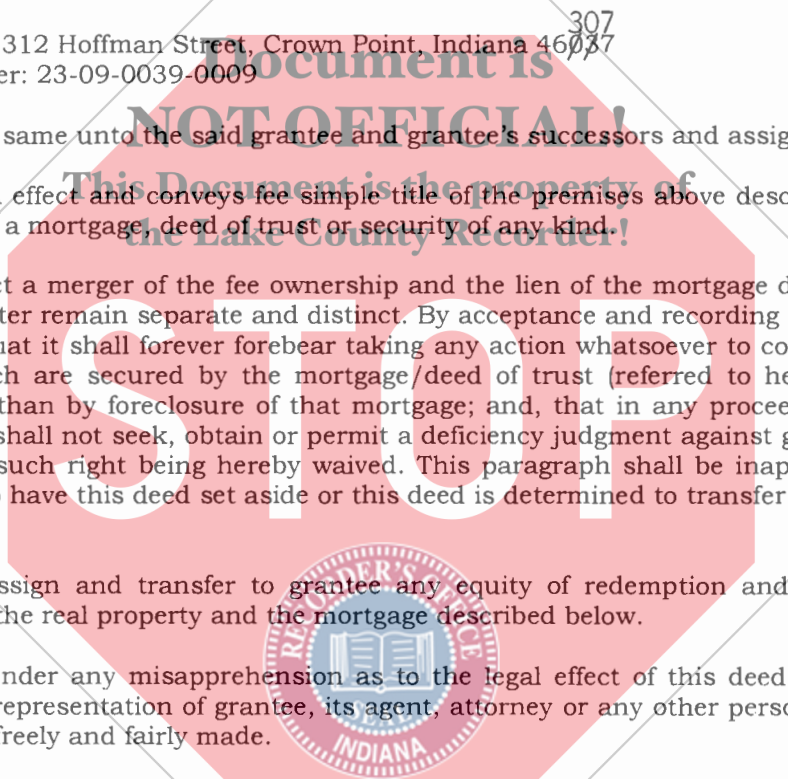 307
312 Hoffman Street, Crown Point, Indiana 46037
er: 23-09-0039-0009
Document is
NOT OFFICIAL!
This Document is the property of
the Lake County Recorder!
same unto the said grantee and grantee's successors and assig
effect and conveys fee simple title of the premises above desc
a mortgage, deed of trust or security of any kind.
ct a merger of the fee ownership and the lien of the mortgage d
ter remain separate and distinct. By acceptance and recording
at it shall forever forebear taking any action whatsoever to co
ch are secured by the mortgage/deed of trust (referred to he
than by foreclosure of that mortgage; and, that in any procee
shall not seek, obtain or permit a deficiency judgment against g
such right being hereby waived. This paragraph shall be inap
have this deed set aside or this deed is determined to transfer
STOP
ssign and transfer to grantee any equity of redemption and
the real property and the mortgage described below.
nder any misapprehension as to the legal effect of this deed
representation of grantee, its agent, attorney or any other perso
freely and fairly made.
RECORDER'S OFFICE
SEAL
INDIANA